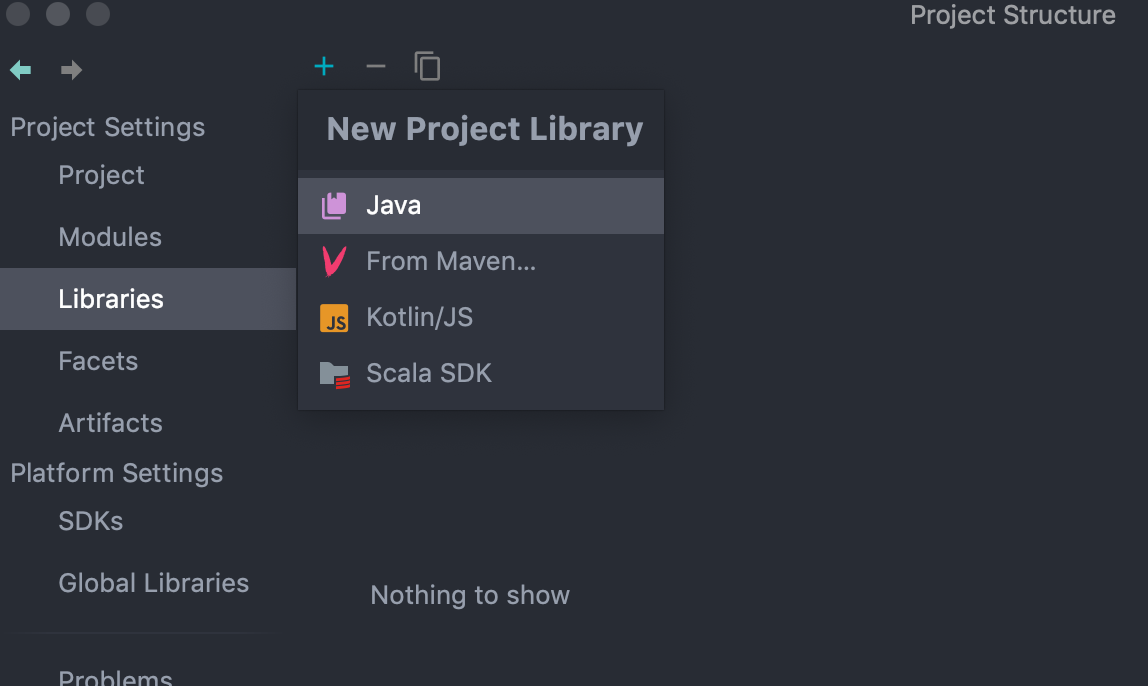 Project Structure
Project Settings
Project
Modules
Libraries
Facets
Artifacts
Platform Settings
SDKs
Global Libraries
Problems
New Project Library
Java
From Maven...
JS Kotlin/JS
Scala SDK
Nothing to show